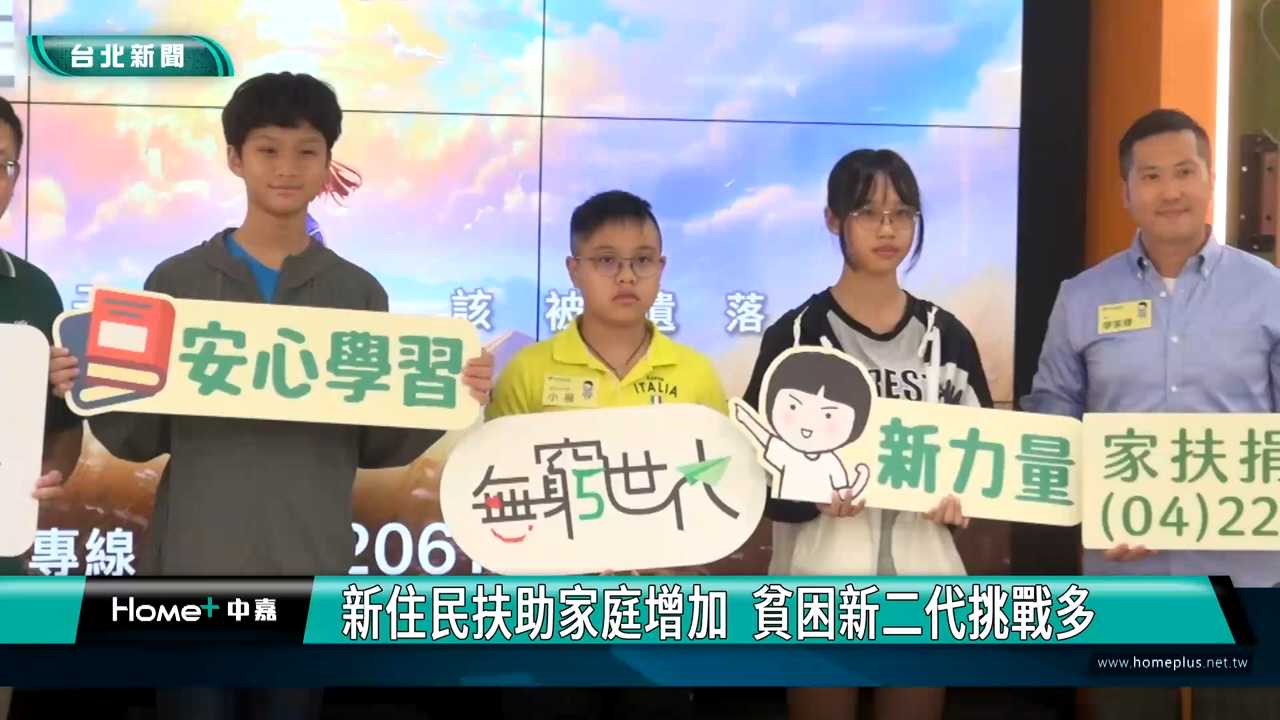 台北新聞
該被遺落
安心學習
ITALIA
無窮世代
新力量
家扶捐
(04)22
專線
206
Home+中嘉
新住民扶助家庭增加 貧困新二代挑戰多
www.homeplus.net.tw